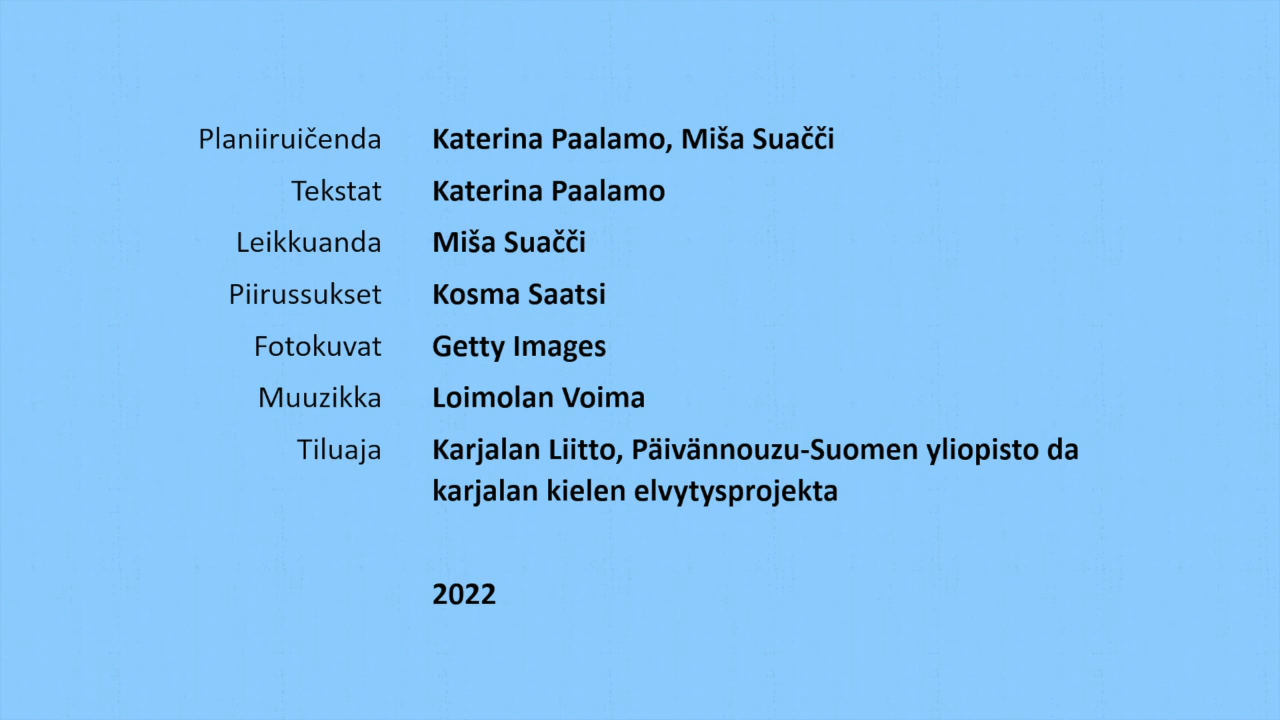 Planiiruičenda Katerina Paalamo, Miša Suačči
Tekstat Katerina Paalamo
Leikkuanda Miša Suačči
Piirussukset Kosma Saatsi
Fotokuvat Getty Images
Muuzikka Loimolan Voima
Tiluaja Karjalan Liitto, Päivännouzu-Suomen yliopisto da
karjalan kielen elvytysprojekta
2022